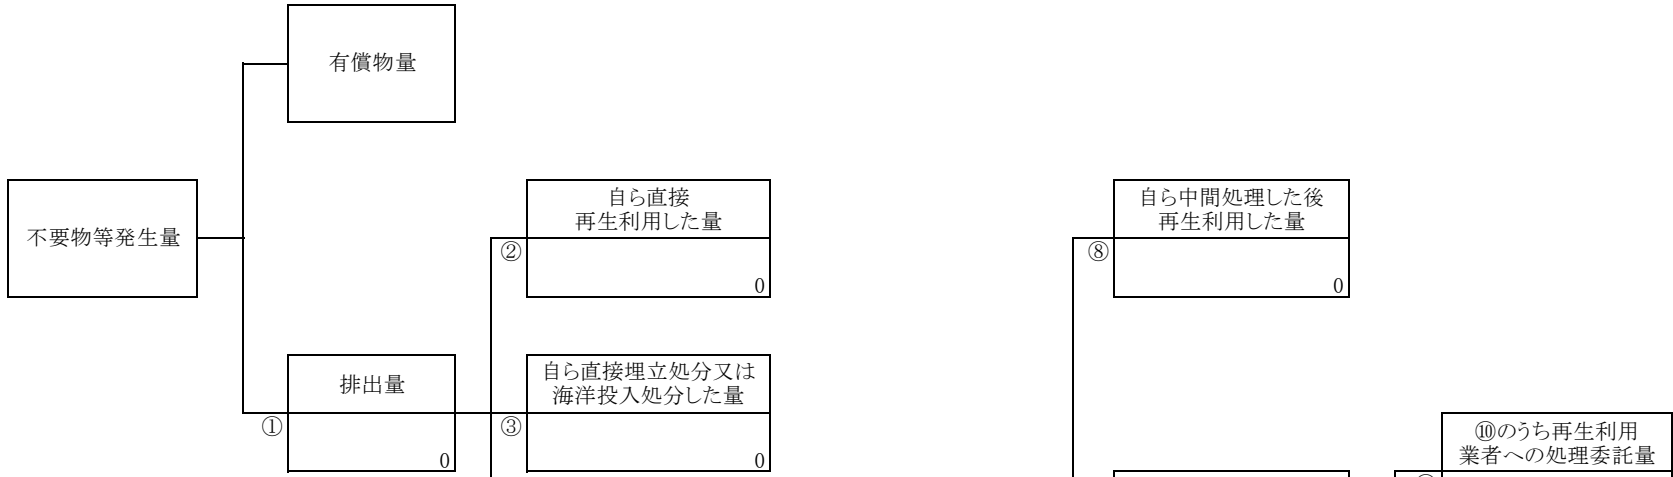 有償物量
不要物等発生量
自ら直接
再生利用した量
②
0
自ら中間処理した後
再生利用した量
⑧
0
排出量
①
0
自ら直接埋立処分又は
海洋投入処分した量
③
0
⑩のうち再生利用
業者への処理委託量